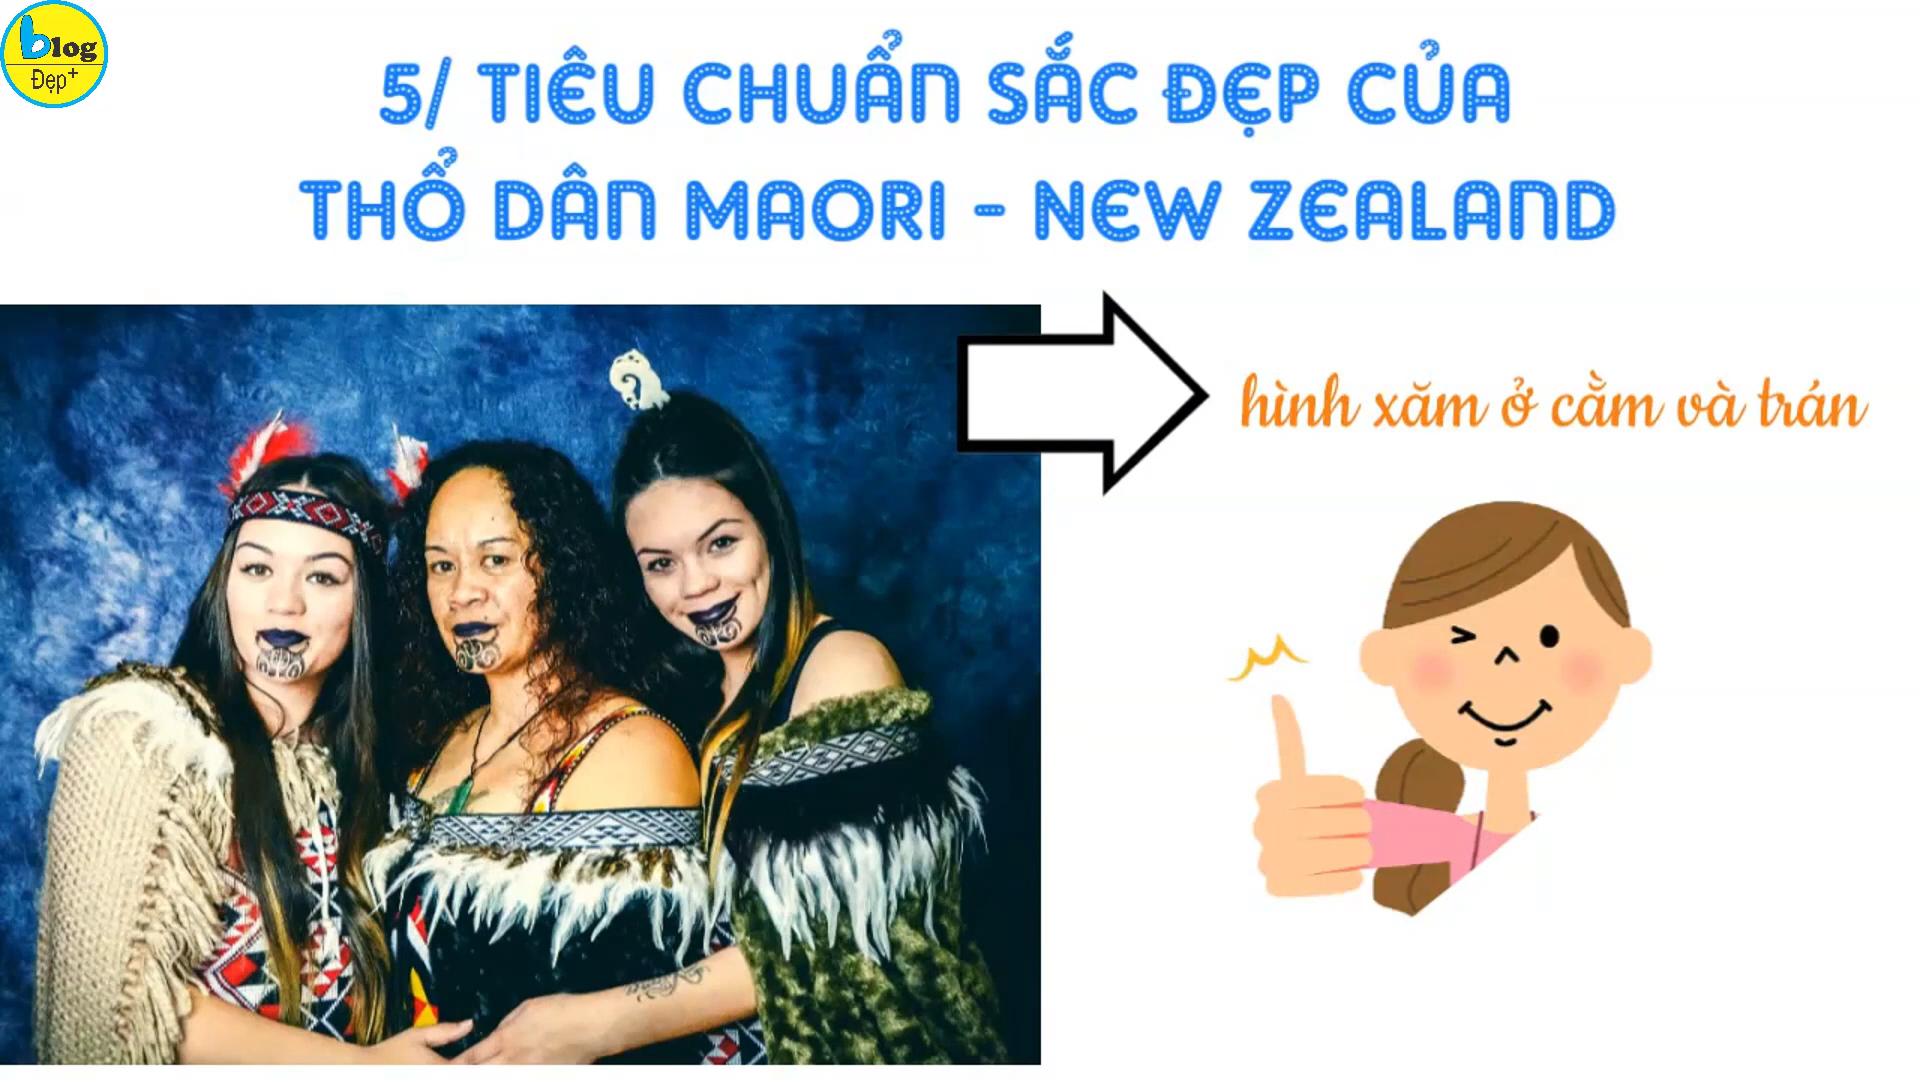 blog
Đẹp+
5/ TIÊU CHUẨN SẮC ĐẸP CỦA
THỔ DÂN MAORI - NEW ZEALAND
hình xăm ở cằm và trán